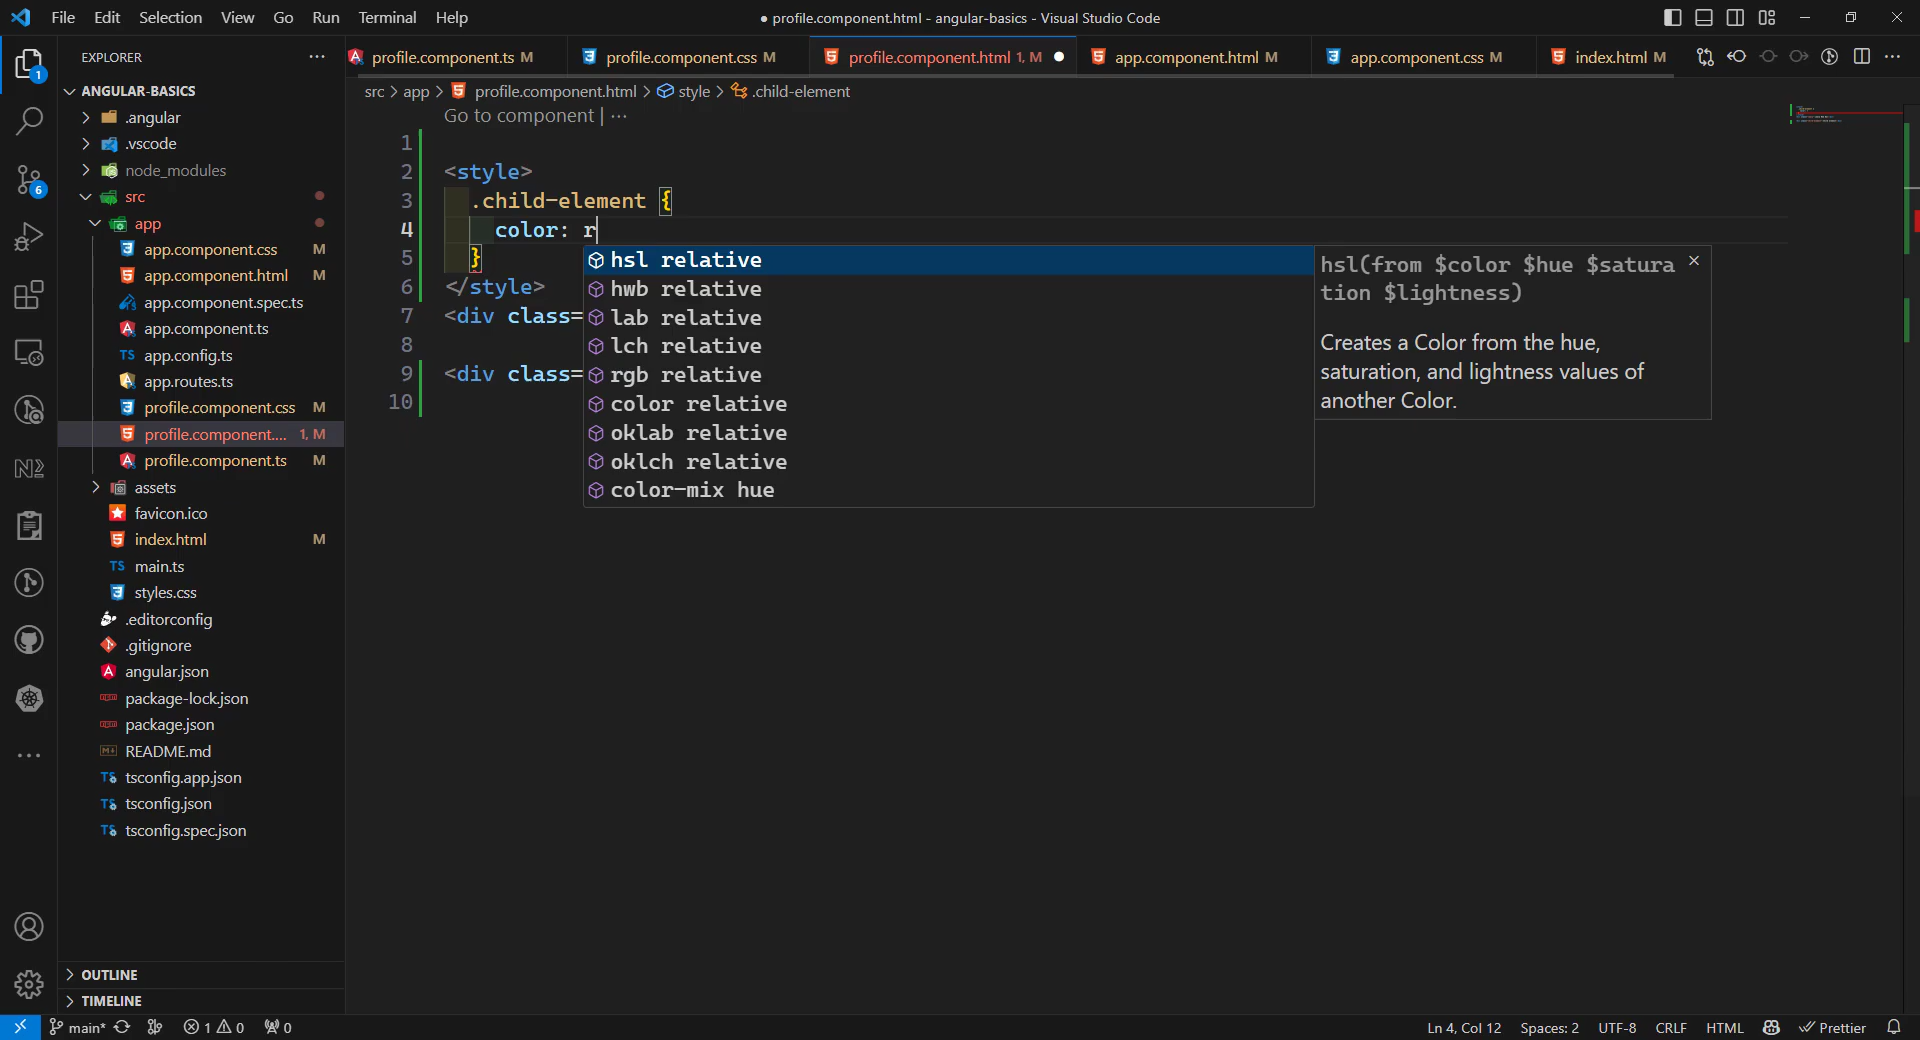 File Edit Selection View Go Run Terminal Help
● profile.component.html - angular-basics - Visual Studio Code
EXPLORER
profile.component.ts M
profile.component.css M
profile.component.html 1, M
app.component.html M
app.component.css M
index.html M
ANGULAR-BASICS
.angular
.vscode
node_modules
src
app
app.component.css M
app.component.html M
app.component.spec.ts
app.component.ts
app.config.ts
app.routes.ts
profile.component.css M
profile.component.... 1, M
profile.component.ts M
assets
favicon.ico
index.html M
main.ts
styles.css
.editorconfig
.gitignore
angular.json
package-lock.json
package.json
README.md
tsconfig.app.json
tsconfig.json
tsconfig.spec.json
OUTLINE
TIMELINE
1
6
src > app > profile.component.html > style > .child-element
Go to component | ...
1
2 <style>
3 .child-element {
4 color: r
5 }
6 </style>
7 <div class=
8
9 <div class=
10
hsl relative
hwb relative
lab relative
lch relative
rgb relative
color relative
oklab relative
oklch relative
color-mix hue
hsl(from $color $hue $satura
tion $lightness)
Creates a Color from the hue,
saturation, and lightness values of
another Color.
main* 1 0 0
Ln 4, Col 12 Spaces: 2 UTF-8 CRLF HTML Prettier